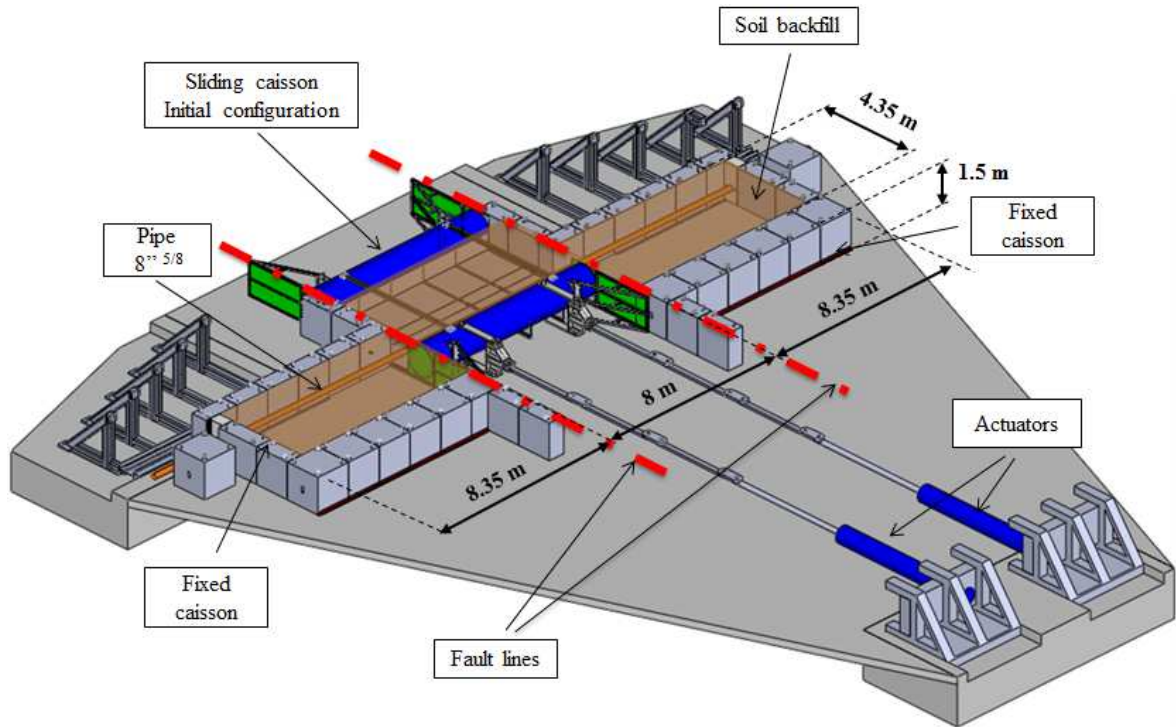 Soil backfill
Sliding caisson
Initial configuration
4.35 m
1.5 m
Fixed
caisson
Pipe
8” 5/8
8.35 m
8 m
Actuators
8.35 m
Fixed
caisson
Fault lines